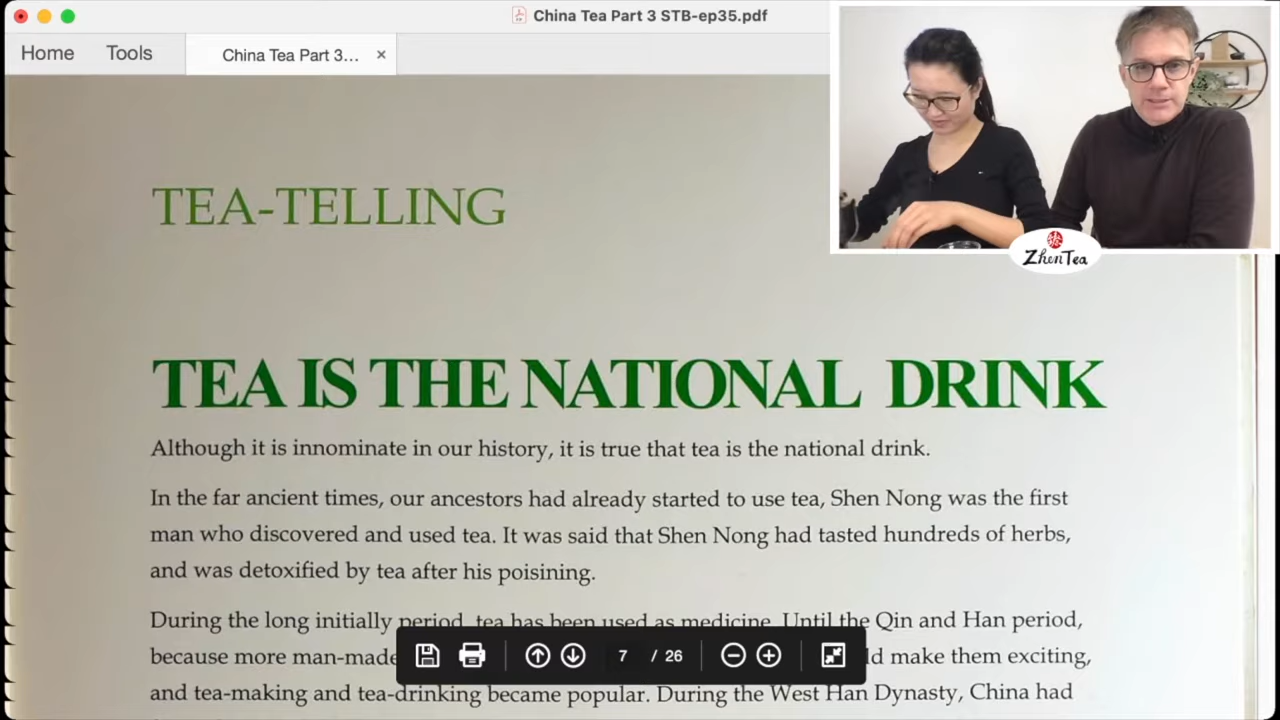 China Tea Part 3 STB-ep35.pdf
Home
Tools
China Tea Part 3...
Zhen Tea
TEA-TELLING
TEA IS THE NATIONAL DRINK
Although it is innominate in our history, it is true that tea is the national drink.
In the far ancient times, our ancestors had already started to use tea, Shen Nong was the first
man who discovered and used tea. It was said that Shen Nong had tasted hundreds of herbs,
and was detoxified by tea after his poisining.
During the long initially period, tea has been used as medicine. Until the Qin and Han period,
because more man-made
make them exciting,
and tea-making and tea-drinking became popular. During the West Han Dynasty, China had
7 / 26